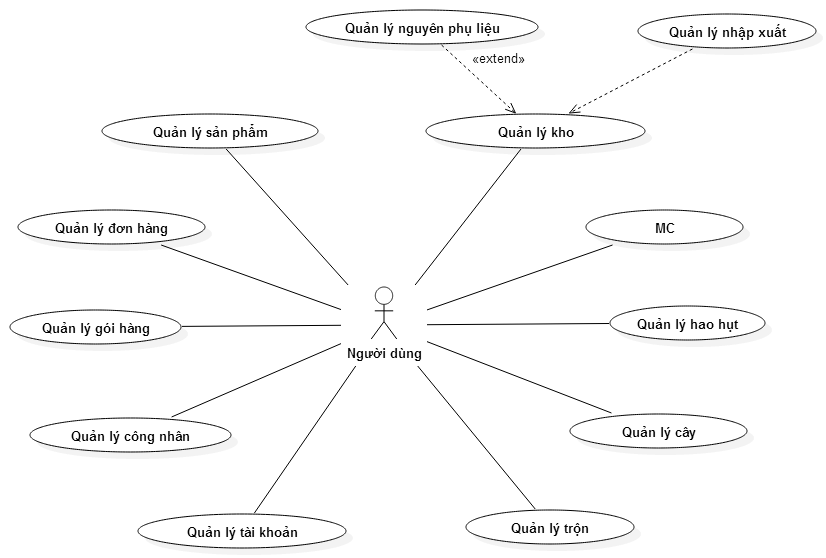 Quản lý nguyên phụ liệu
Quản lý nhập xuất
«extend»
Quản lý sản phẩm
Quản lý kho
Quản lý đơn hàng
MC
Quản lý gói hàng
Quản lý hao hụt
Người dùng
Quản lý công nhân
Quản lý cây
Quản lý tài khoản
Quản lý trộn